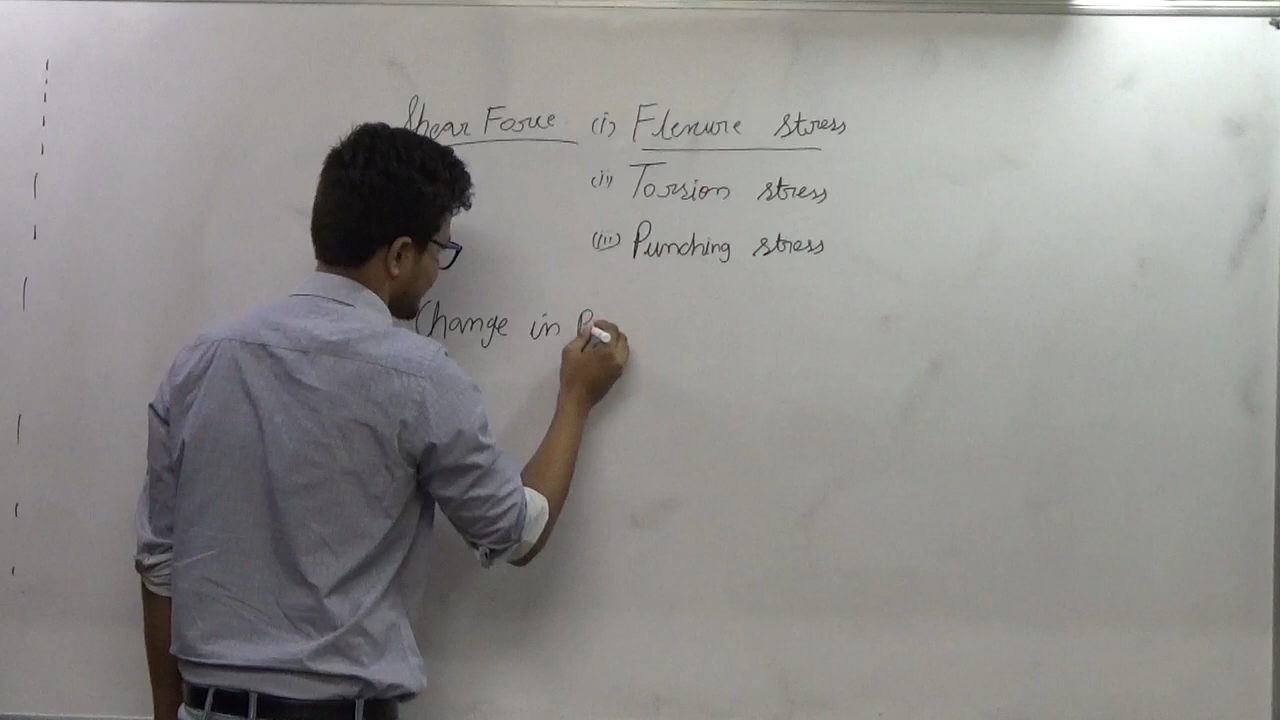 Shear Force (i) Flexure stress
(ii) Torsion stress
(iii) Punching stress
Change in